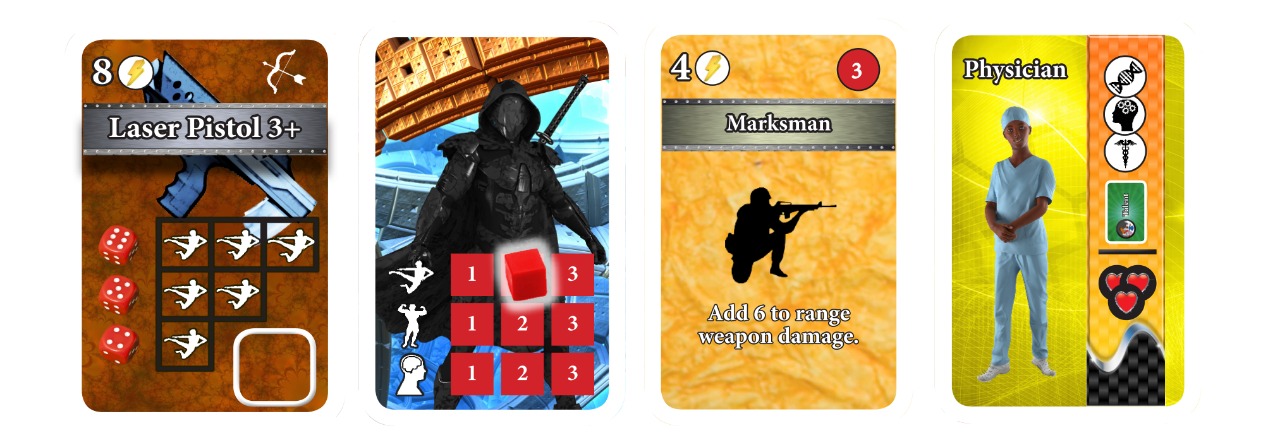 8
Laser Pistol 3+
1 3
1 2 3
1 2 3
4 3
Marksman
Add 6 to range
weapon damage.
Physician
Talent